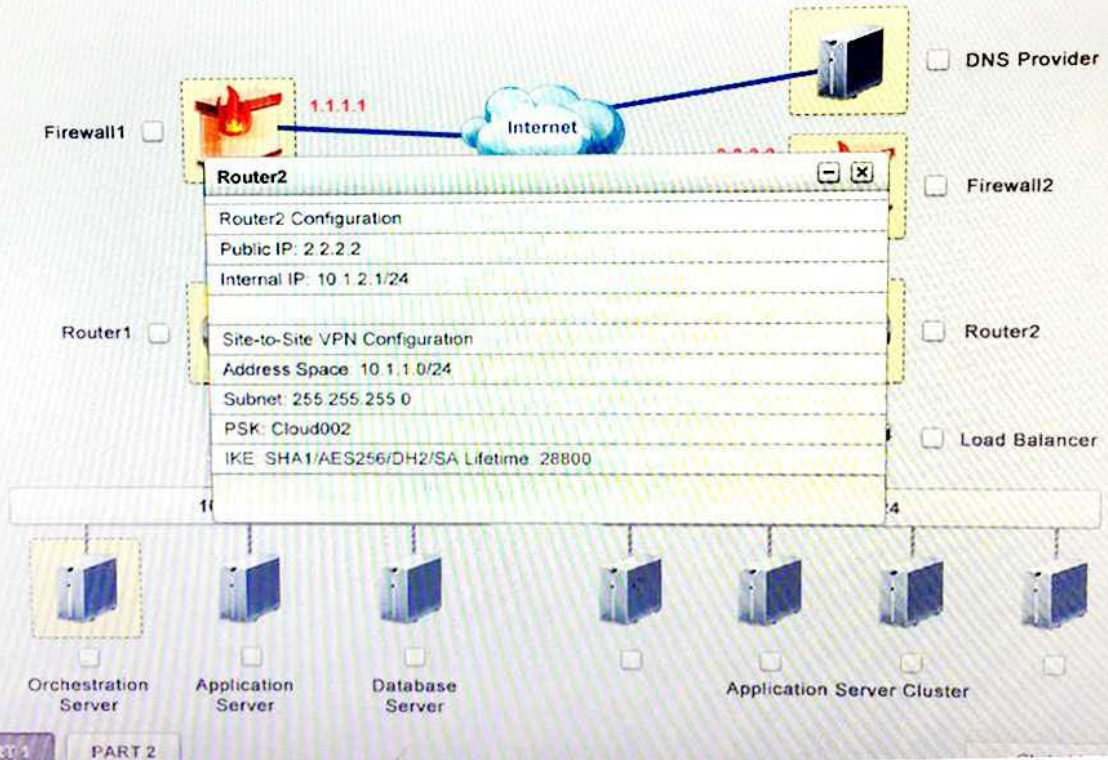 DNS Provider
1.1.1.1
Firewall1
Internet
Router2
Firewall2
Router2 Configuration
Public IP: 2.2.2.2
Internal IP: 10.1.2.1/24
Router1
Site-to-Site VPN Configuration
Router2
Address Space: 10.1.1.0/24
Subnet: 255.255.255.0
PSK: Cloud002
Load Balancer
IKE: SHA1/AES256/DH2/SA Lifetime: 28800
Orchestration
Server
Application
Server
Database
Server
Application Server Cluster
PART 2